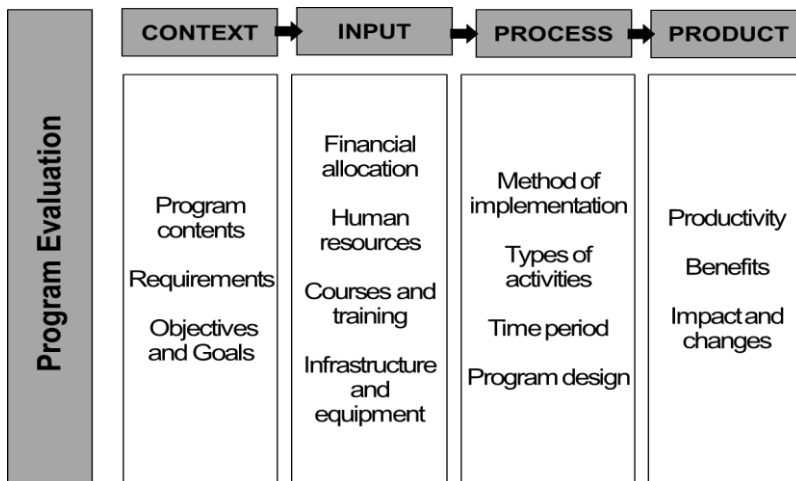 Program Evaluation
CONTEXT
INPUT
PROCESS
PRODUCT
Program
contents
Requirements
Objectives
and Goals
Financial
allocation
Human
resources
Courses and
training
Infrastructure
and
equipment
Method of
implementation
Types of
activities
Time period
Program design
Productivity
Benefits
Impact and
changes